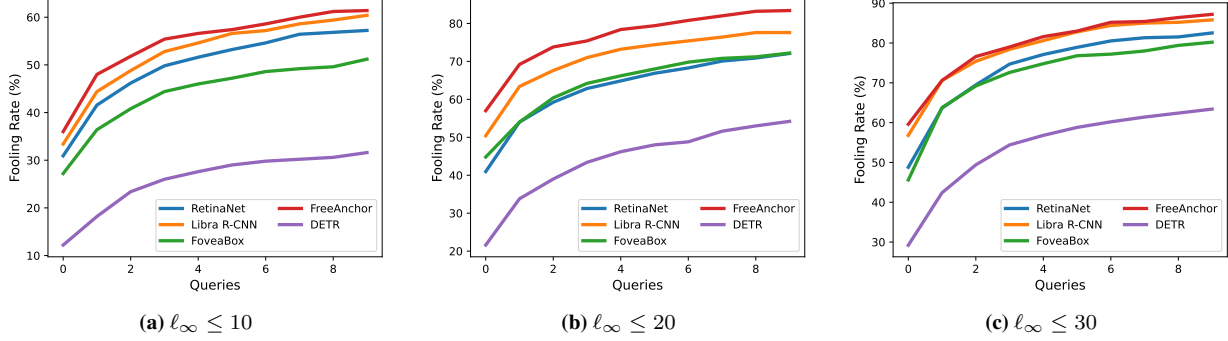 60
50
40
30
20
10
Fooling Rate (%)
0 2 4 6 8
Queries
RetinaNet
Libra R-CNN
FoveaBox
FreeAnchor
DETR
(a) ℓ∞ ≤ 10
80
70
60
50
40
30
20
Fooling Rate (%)
0 2 4 6 8
Queries
RetinaNet
Libra R-CNN
FoveaBox
FreeAnchor
DETR
(b) ℓ∞ ≤ 20
90
80
70
60
50
40
30
Fooling Rate (%)
0 2 4 6 8
Queries
RetinaNet
Libra R-CNN
FoveaBox
FreeAnchor
DETR
(c) ℓ∞ ≤ 30